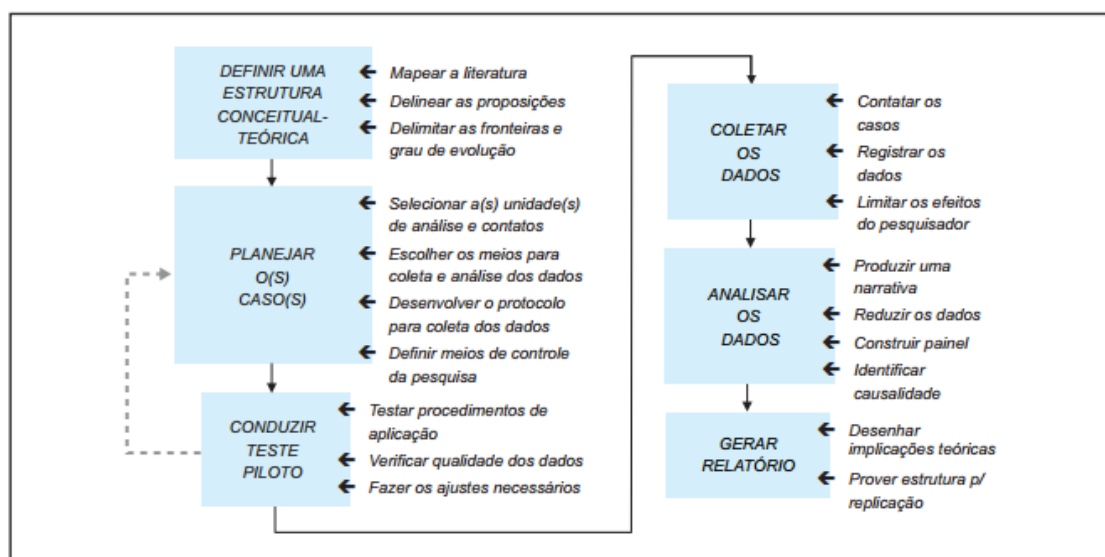 DEFINIR UMA
ESTRUTURA
CONCEITUAL-
TEÓRICA
Mapear a literatura
Delinear as proposições
Delimitar as fronteiras e
grau de evolução
PLANEJAR
O(S)
CASO(S)
Selecionar a(s) unidade(s)
de análise e contatos
Escolher os meios para
coleta e análise dos dados
Desenvolver o protocolo
para coleta dos dados
Definir meios de controle
da pesquisa
CONDUZIR
TESTE
PILOTO
Testar procedimentos de
aplicação
Verificar qualidade dos dados
Fazer os ajustes necessários
COLETAR
OS
DADOS
Contatar os
casos
Registrar os
dados
Limitar os efeitos
do pesquisador
ANALISAR
OS
DADOS
Produzir uma
narrativa
Reduzir os dados
Construir painel
Identificar
causalidade
GERAR
RELATÓRIO
Desenhar
implicações teóricas
Prover estrutura p/
replicação